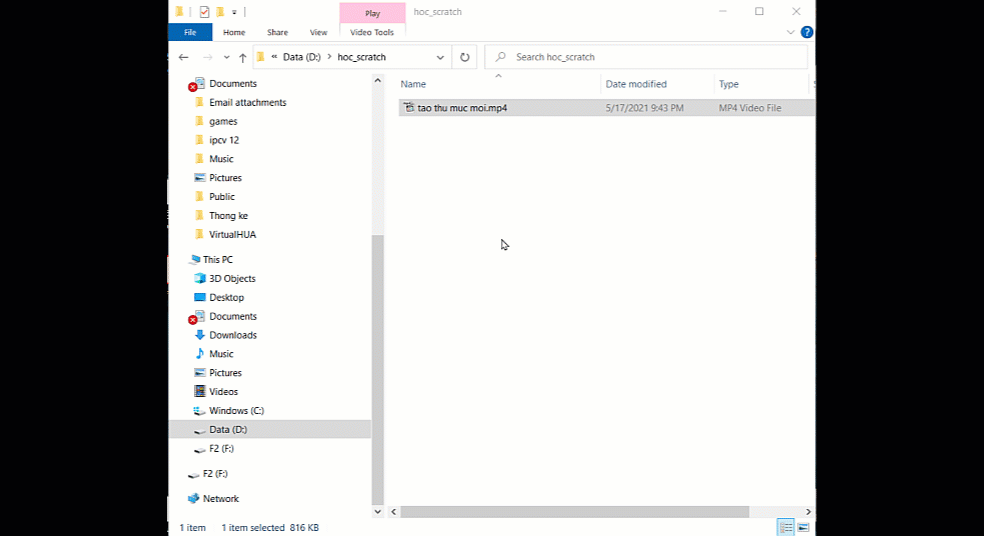 Play
hoc_scratch
File
Home
Share
View
Video Tools
« Data (D:) > hoc_scratch
Search hoc_scratch
Name
Date modified
Type
tao thu muc moi.mp4
5/17/2021 9:43 PM
MP4 Video File
Documents
Email attachments
games
ipcv 12
Music
Pictures
Public
Thong ke
VirtualHUA
This PC
3D Objects
Desktop
Documents
Downloads
Music
Pictures
Videos
Windows (C:)
Data (D:)
F2 (F:)
F2 (F:)
Network
1 item
1 item selected 816 KB